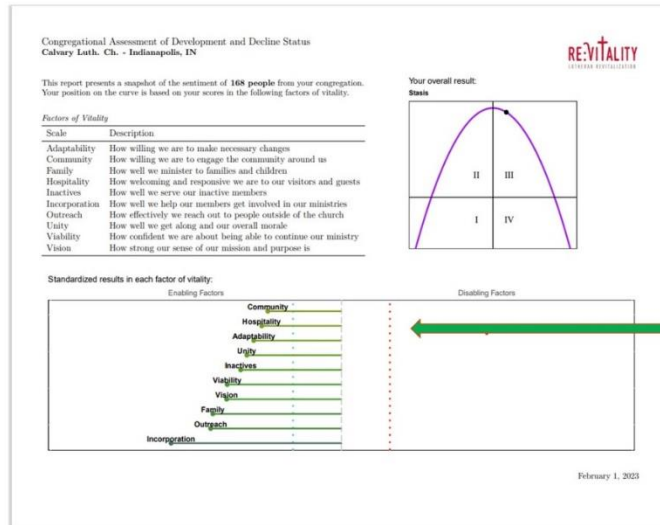 Congregational Assessment of Development and Decline Status
Calvary Luth. Ch. - Indianapolis, IN
RE:VITALITY
LUTHERAN REVITALIZATION
This report presents a snapshot of the sentiment of 168 people from your congregation.
Your position on the curve is based on your scores in the following factors of vitality.
Factors of Vitality
Scale Description
Adaptability How willing we are to make necessary changes
Community How willing we are to engage the community around us
Family How well we minister to families and children
Hospitality How welcoming and responsive we are to our visitors and guests
Inactives How well we serve our inactive members
Incorporation How well we help our members get involved in our ministries
Outreach How effectively we reach out to people outside of the church
Unity How well we get along and our overall morale
Viability How confident we are about being able to continue our ministry
Vision How strong our sense of our mission and purpose is
Your overall result:
Stasis
II III
I IV
Standardized results in each factor of vitality:
Enabling Factors Disabling Factors
Community
Hospitality
Adaptability
Unity
Inactives
Viability
Vision
Family
Outreach
Incorporation
February 1, 2023